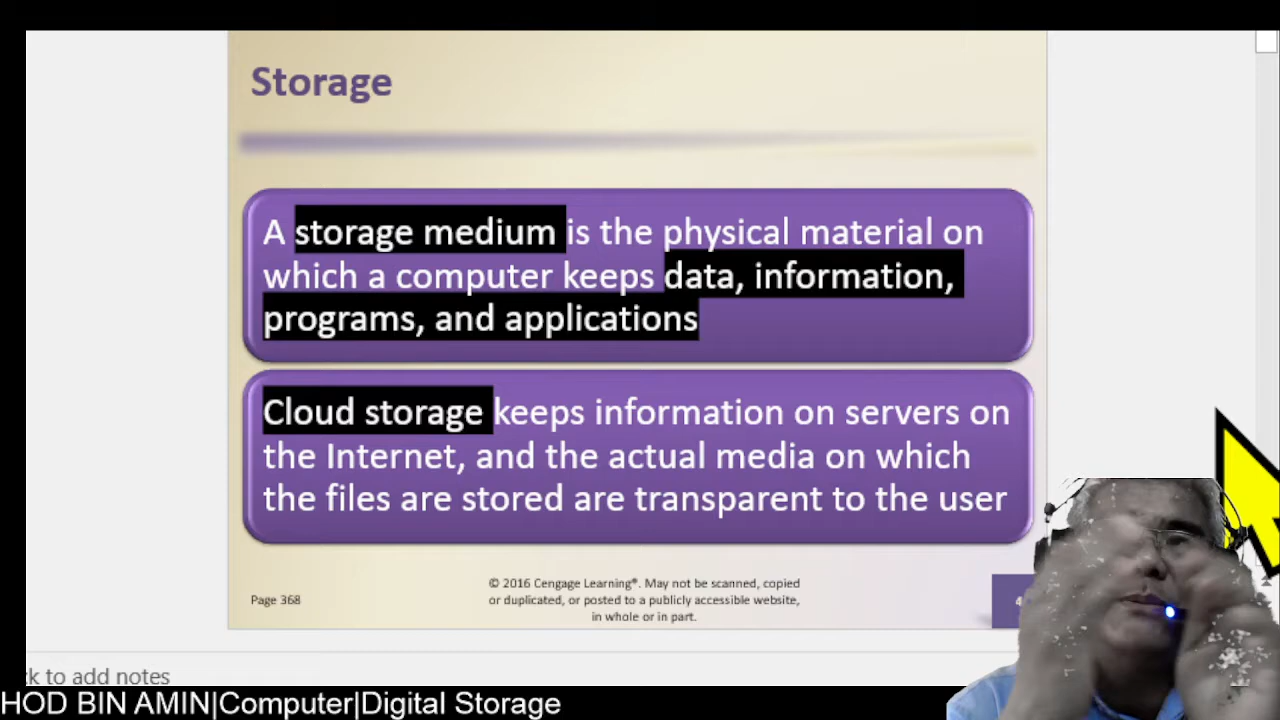 Storage
A storage medium is the physical material on
which a computer keeps data, information,
programs, and applications
Cloud storage keeps information on servers on
the Internet, and the actual media on which
the files are stored are transparent to the user
Page 368
© 2016 Cengage Learning®. May not be scanned, copied
or duplicated, or posted to a publicly accessible website,
in whole or in part.
to add notes
HOD BIN AMIN|Computer|Digital Storage